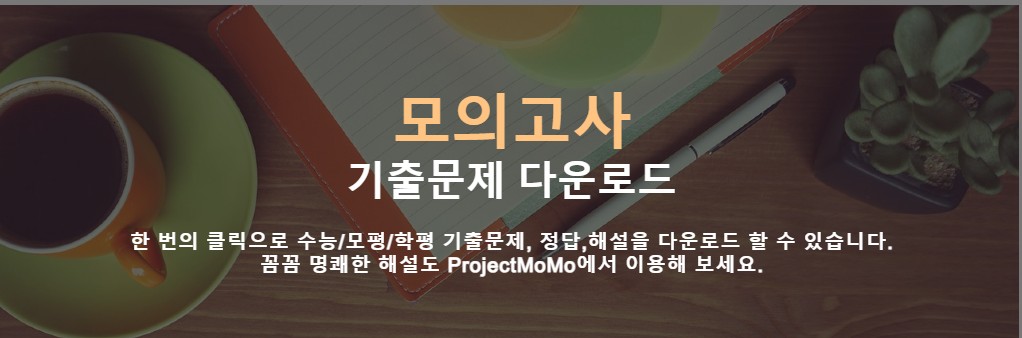 모의고사
기출문제 다운로드
한 번의 클릭으로 수능/모평/학평 기출문제, 정답,해설을 다운로드 할 수 있습니다.
꼼꼼 명쾌한 해설도 ProjectMoMo에서 이용해 보세요.